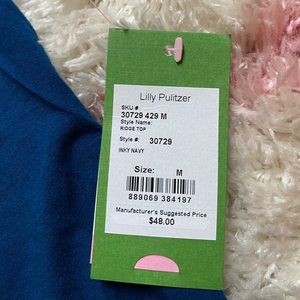 Lilly Pulitzer
SKU #
30729 429 M
Style Name:
RIDGE TOP
Style #: 30729
INKY NAVY
Size: M
889069 384197
Manufacturer's Suggested Price
$48.00